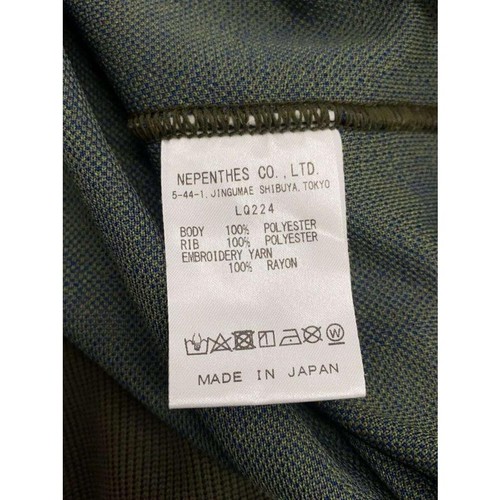 NEPENTHES CO., LTD.
5-44-1, JINGUMAE SHIBUYA, TOKYO
LQ224
BODY 100% POLYESTER
RIB 100% POLYESTER
EMBROIDERY YARN
100% RAYON
W
MADE IN JAPAN